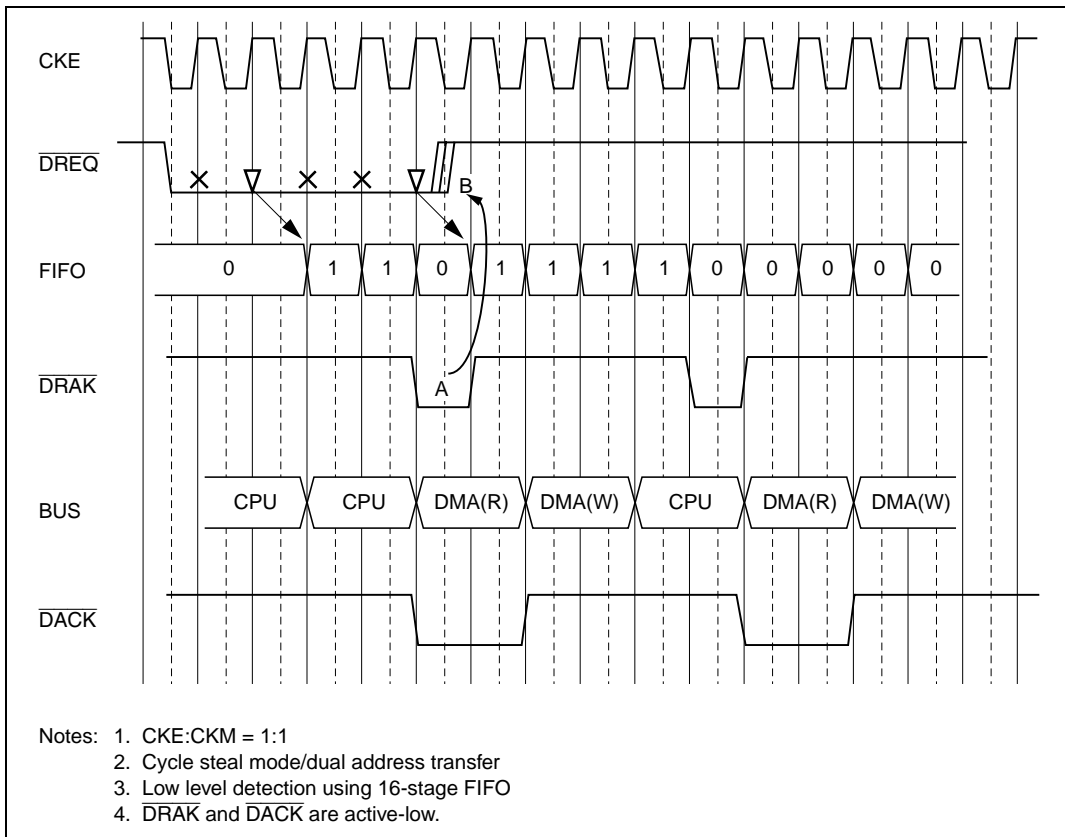 CKE
DREQ
B
FIFO 0 1 1 0 1 1 1 1 0 0 0 0 0
DRAK
A
BUS CPU CPU DMA(R) DMA(W) CPU DMA(R) DMA(W)
DACK
Notes: 1. CKE:CKM = 1:1
2. Cycle steal mode/dual address transfer
3. Low level detection using 16-stage FIFO
4. DRAK and DACK are active-low.